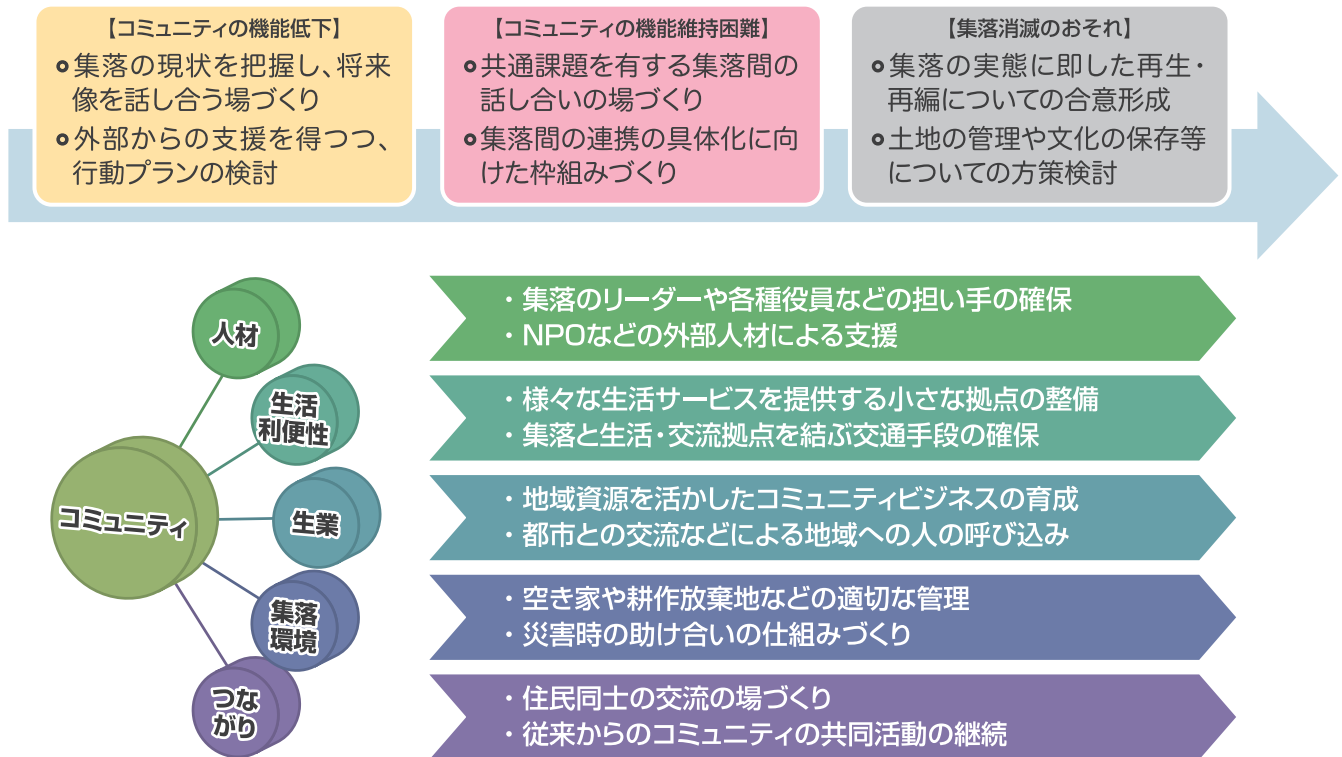 【コミュニティの機能低下】
集落の現状を把握し、将来
像を話し合う場づくり
外部からの支援を得つつ、
行動プランの検討
【コミュニティの機能維持困難】
共通課題を有する集落間の
話し合いの場づくり
集落間の連携の具体化に向
けた枠組みづくり
【集落消滅のおそれ】
集落の実態に即した再生・
再編についての合意形成
土地の管理や文化の保存等
についての方策検討
コミュニティ
人材
・集落のリーダーや各種役員などの担い手の確保
・NPOなどの外部人材による支援
生活
利便性
・様々な生活サービスを提供する小さな拠点の整備
・集落と生活・交流拠点を結ぶ交通手段の確保
生業
・地域資源を活かしたコミュニティビジネスの育成
・都市との交流などによる地域への人の呼び込み
集落
環境
・空き家や耕作放棄地などの適切な管理
・災害時の助け合いの仕組みづくり
つな
がり
・住民同士の交流の場づくり
・従来からのコミュニティの共同活動の継続